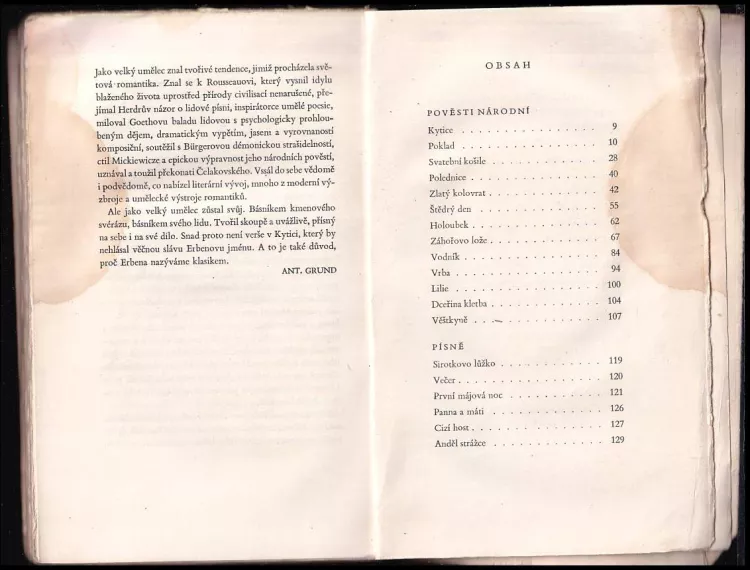 Jako velký umělec znal tvořivé tendence, jimiž procházela svě-
tová romantika. Znal se k Rousseauovi, který vysnil idylu
blaženého života uprostřed přírody civilisací nenarušené, pře-
jímal Herdrův názor o lidové písni, inspirátorce umělé poesie,
miloval Goethovu baladu lidovou s psychologicky prohlou-
beným dějem, dramatickým vypětím, jasem a vyrovnaností
komposiční, soutěžil s Bürgerovou démonickou strašidelností,
ctil Mickiewicze a epickou výpravnost jeho národních pověstí,
uznával a toužil překonati Čelakovského. Vssál do sebe vědomě
i podvědomě, co nabízel literární vývoj, mnoho z moderní vý-
zbroje a umělecké výstroje romantiků.
Ale jako velký umělec zůstal svůj. Básníkem kmenového
svérázu, básníkem svého lidu. Tvořil skoupě a uvážlivě, přísný
na sebe i na své dílo. Snad proto není verše v Kytici, který by
nehlásal věčnou slávu Erbenovu jménu. A to je také důvod,
proč Erbena nazýváme klasikem.
ANT. GRUND
OBSAH
POVĚSTI NÁRODNÍ
Kytice . . . . . . . . . . . . . . . . 9
Poklad . . . . . . . . . . . . . . . . 10
Svatební košile . . . . . . . . . . . . . 28
Polednice . . . . . . . . . . . . . . . 40
Zlatý kolovrat . . . . . . . . . . . . . 42
Štědrý den . . . . . . . . . . . . . . 55
Holoubek . . . . . . . . . . . . . . . 62
Záhořovo lože . . . . . . . . . . . . . 67
Vodník . . . . . . . . . . . . . . . . 84
Vrba . . . . . . . . . . . . . . . . . 94
Lilie . . . . . . . . . . . . . . . . . 100
Dceřina kletba . . . . . . . . . . . . . 104
Věštkyně . . . . . . . . . . . . . . . 107
PÍSNĚ
Sirotkovo lůžko . . . . . . . . . . . . 119
Večer . . . . . . . . . . . . . . . . . 120
První májová noc . . . . . . . . . . . . 121
Panna a máti . . . . . . . . . . . . . 126
Cizí host . . . . . . . . . . . . . . . 127
Anděl strážce . . . . . . . . . . . . . 129